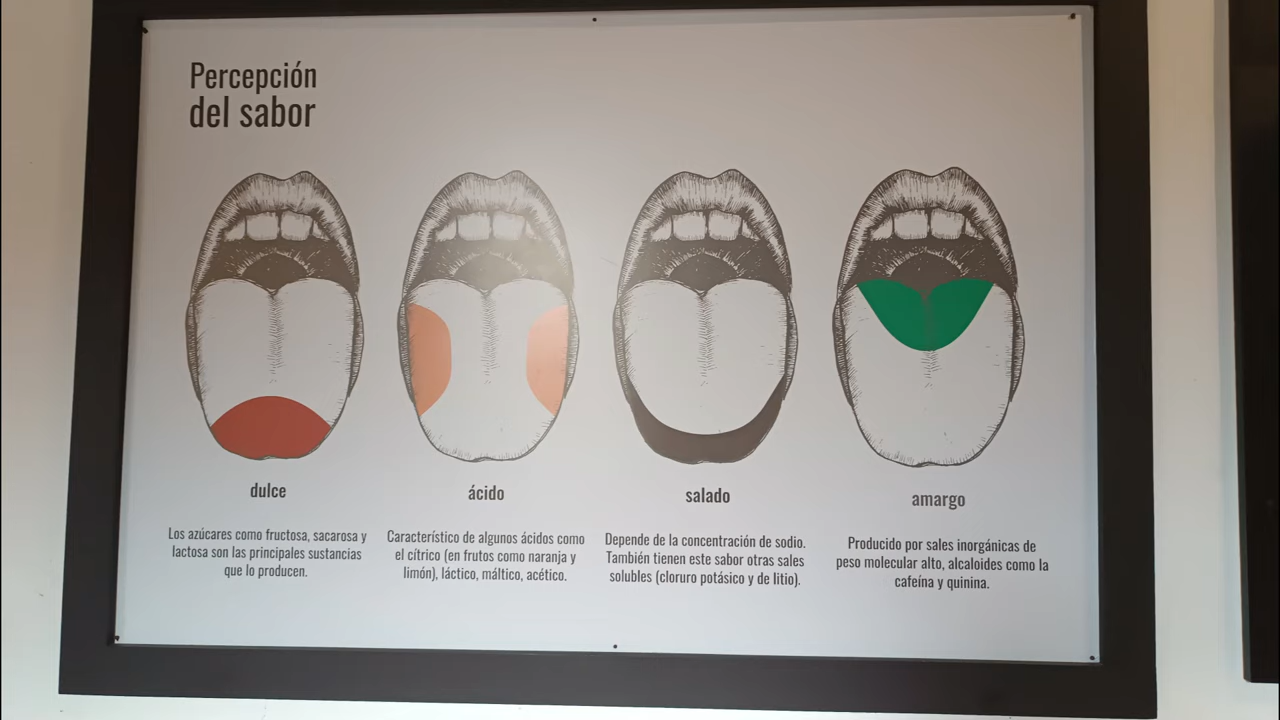 Percepción
del sabor
dulce
Los azúcares como fructosa, sacarosa y
lactosa son las principales sustancias
que lo producen.
ácido
Característico de algunos ácidos como
el cítrico (en frutos como naranja y
limón), láctico, máltico, acético.
salado
Depende de la concentración de sodio.
También tienen este sabor otras sales
solubles (cloruro potásico y de litio).
amargo
Producido por sales inorgánicas de
peso molecular alto, alcaloides como la
cafeína y quinina.